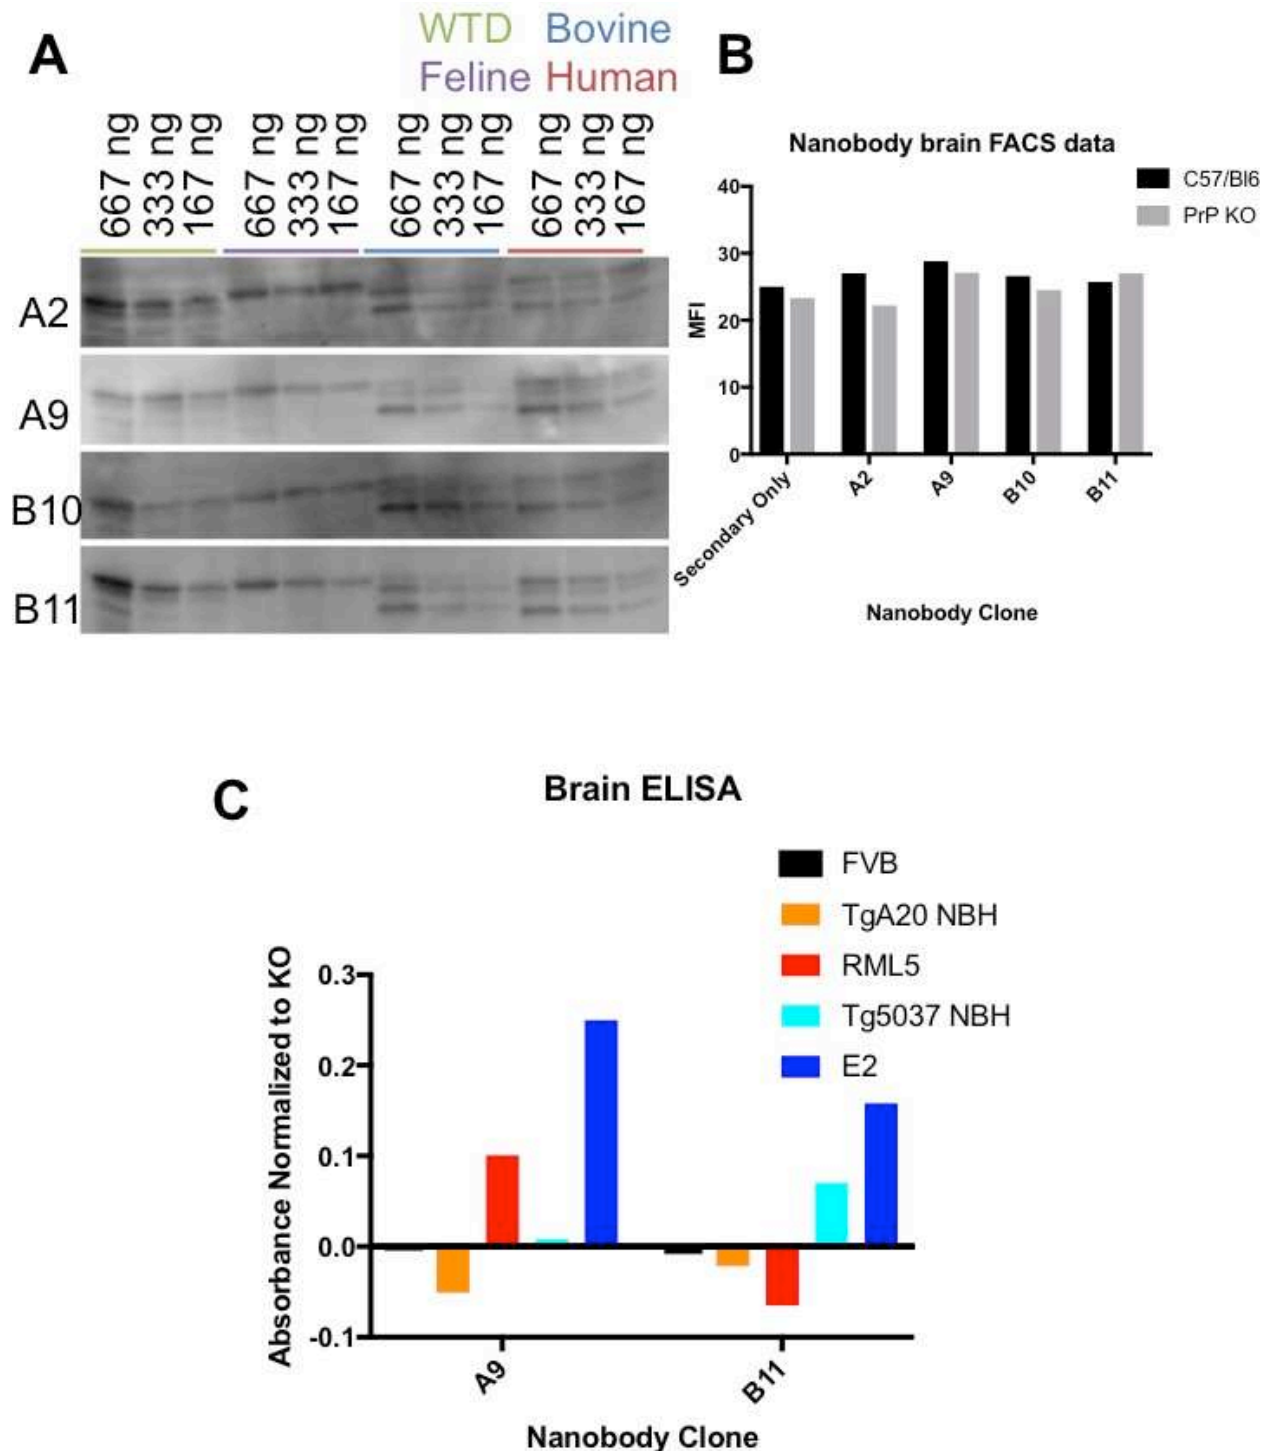 A
WTD Bovine
Feline Human
667 ng 333 ng 167 ng 667 ng 333 ng 167 ng 667 ng 333 ng 167 ng 667 ng 333 ng 167 ng
A2
A9
B10
B11
B
Nanobody brain FACS data
C57/Bl6
PrP KO
MFI
40
30
20
10
0
Secondary Only A2 A9 B10 B11
Nanobody Clone
C
Brain ELISA
FVB
TgA20 NBH
RML5
Tg5037 NBH
E2
Absorbance Normalized to KO
0.3
0.2
0.1
0.0
-0.1
A9 B11
Nanobody Clone